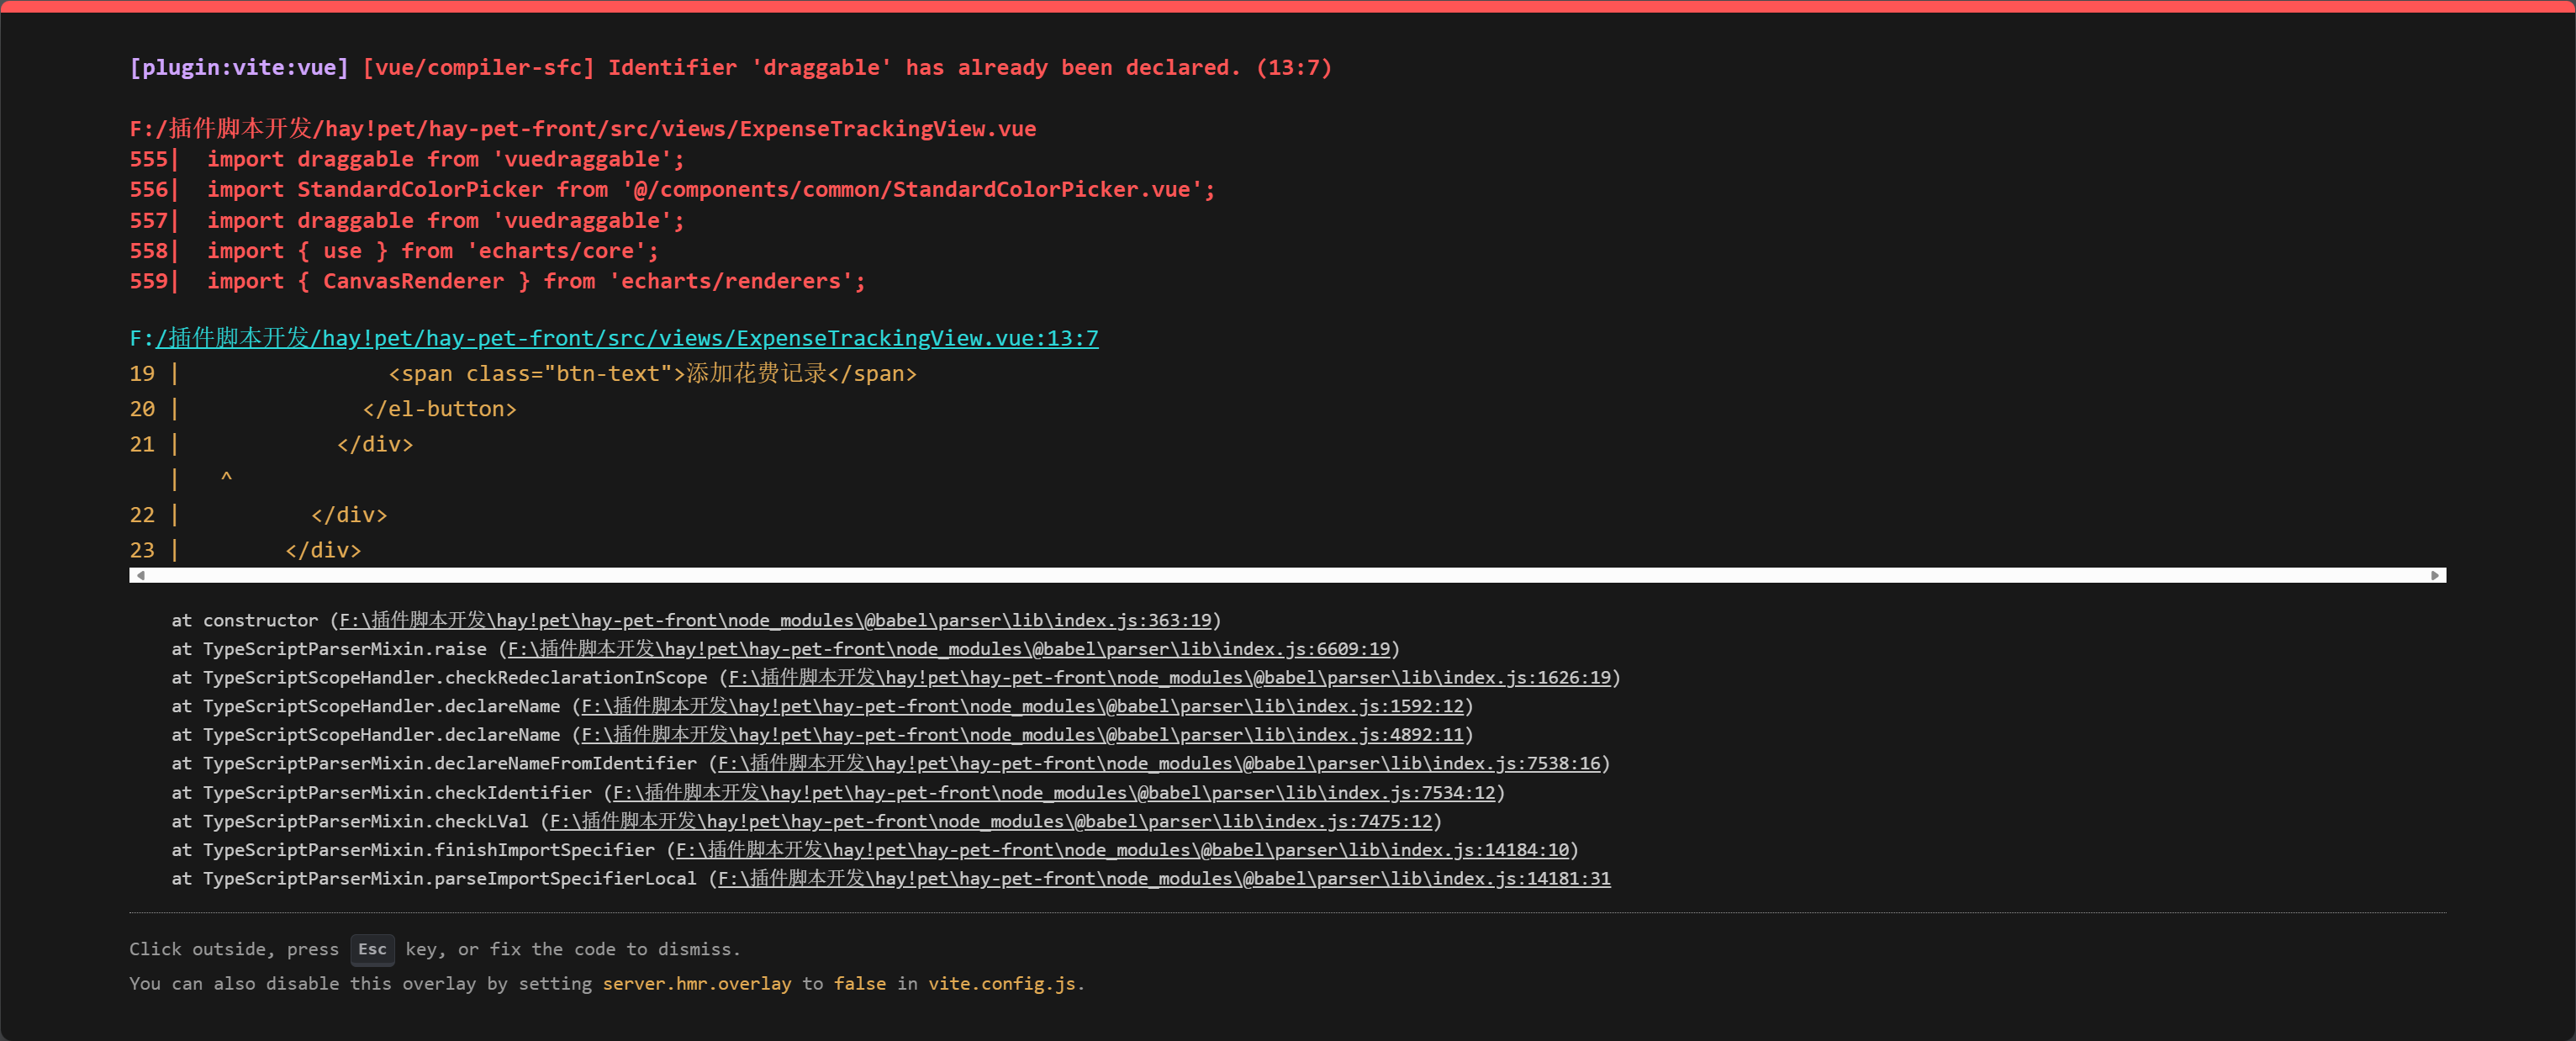 [plugin:vite:vue] [vue/compiler-sfc] Identifier 'draggable' has already been declared. (13:7)
F:/插件脚本开发/hay!pet/hay-pet-front/src/views/ExpenseTrackingView.vue
555|  import draggable from 'vuedraggable';
556|  import StandardColorPicker from '@/components/common/StandardColorPicker.vue';
557|  import draggable from 'vuedraggable';
558|  import { use } from 'echarts/core';
559|  import { CanvasRenderer } from 'echarts/renderers';
F:/插件脚本开发/hay!pet/hay-pet-front/src/views/ExpenseTrackingView.vue:13:7
19 |                <span class="btn-text">添加花费记录</span>
20 |              </el-button>
21 |            </div>
   |   ^
22 |          </div>
23 |        </div>
at constructor (F:\插件脚本开发\hay!pet\hay-pet-front\node_modules\@babel\parser\lib\index.js:363:19)
at TypeScriptParserMixin.raise (F:\插件脚本开发\hay!pet\hay-pet-front\node_modules\@babel\parser\lib\index.js:6609:19)
at TypeScriptScopeHandler.checkRedeclarationInScope (F:\插件脚本开发\hay!pet\hay-pet-front\node_modules\@babel\parser\lib\index.js:1626:19)
at TypeScriptScopeHandler.declareName (F:\插件脚本开发\hay!pet\hay-pet-front\node_modules\@babel\parser\lib\index.js:1592:12)
at TypeScriptScopeHandler.declareName (F:\插件脚本开发\hay!pet\hay-pet-front\node_modules\@babel\parser\lib\index.js:4892:11)
at TypeScriptParserMixin.declareNameFromIdentifier (F:\插件脚本开发\hay!pet\hay-pet-front\node_modules\@babel\parser\lib\index.js:7538:16)
at TypeScriptParserMixin.checkIdentifier (F:\插件脚本开发\hay!pet\hay-pet-front\node_modules\@babel\parser\lib\index.js:7534:12)
at TypeScriptParserMixin.checkLVal (F:\插件脚本开发\hay!pet\hay-pet-front\node_modules\@babel\parser\lib\index.js:7475:12)
at TypeScriptParserMixin.finishImportSpecifier (F:\插件脚本开发\hay!pet\hay-pet-front\node_modules\@babel\parser\lib\index.js:14184:10)
at TypeScriptParserMixin.parseImportSpecifierLocal (F:\插件脚本开发\hay!pet\hay-pet-front\node_modules\@babel\parser\lib\index.js:14181:31
Click outside, press Esc key, or fix the code to dismiss.
You can also disable this overlay by setting server.hmr.overlay to false in vite.config.js.